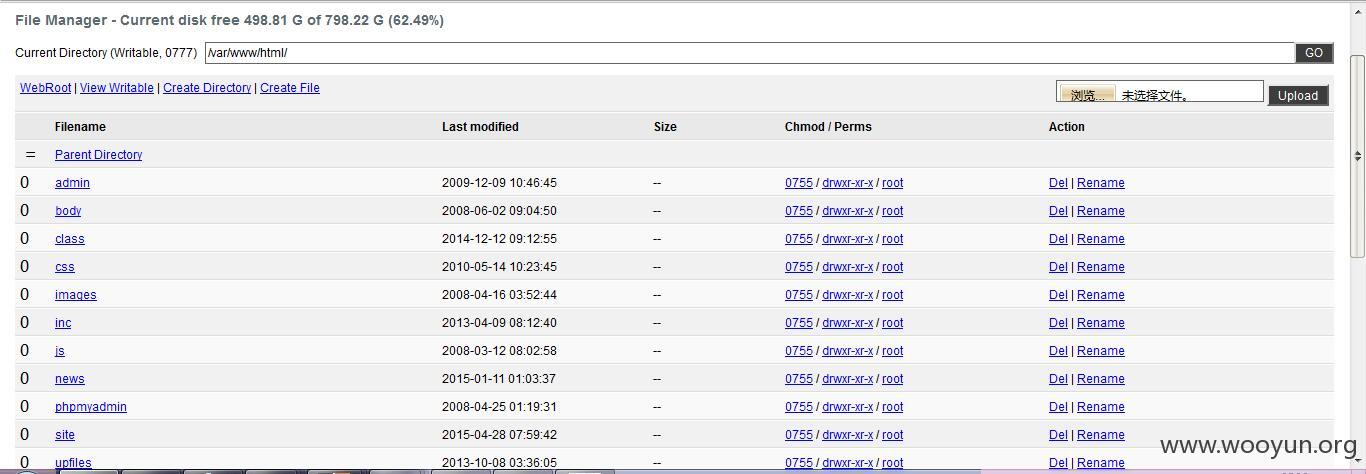 File Manager - Current disk free 498.81 G of 798.22 G (62.49%)
Current Directory (Writable, 0777) /var/www/html/ GO
WebRoot | View Writable | Create Directory | Create File 浏览... 未选择文件。 Upload
Filename Last modified Size Chmod / Perms Action
= Parent Directory
0 admin 2009-12-09 10:46:45 -- 0755 / drwxr-xr-x / root Del | Rename
0 body 2008-06-02 09:04:50 -- 0755 / drwxr-xr-x / root Del | Rename
0 class 2014-12-12 09:12:55 -- 0755 / drwxr-xr-x / root Del | Rename
0 css 2010-05-14 10:23:45 -- 0755 / drwxr-xr-x / root Del | Rename
0 images 2008-04-16 03:52:44 -- 0755 / drwxr-xr-x / root Del | Rename
0 inc 2013-04-09 08:12:40 -- 0755 / drwxr-xr-x / root Del | Rename
0 js 2008-03-12 08:02:58 -- 0755 / drwxr-xr-x / root Del | Rename
0 news 2015-01-11 01:03:37 -- 0755 / drwxr-xr-x / root Del | Rename
0 phpmyadmin 2008-04-25 01:19:31 -- 0755 / drwxr-xr-x / root Del | Rename
0 site 2015-04-28 07:59:42 -- 0755 / drwxr-xr-x / root Del | Rename
0 upfiles 2013-10-08 03:36:05 -- 0755 / drwxr-xr-x / root Del | Rename
www.wooyun.org